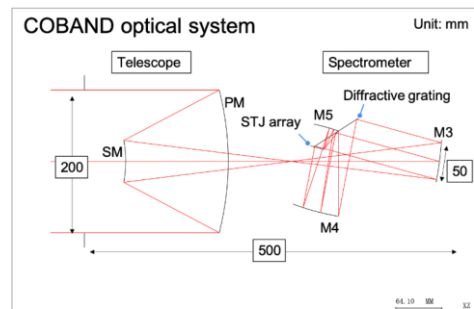 COBAND optical system
Unit: mm
Telescope
Spectrometer
Diffractive grating
PM
M5
STJ array
M3
SM
200
50
M4
500
64.10 MM
XZ